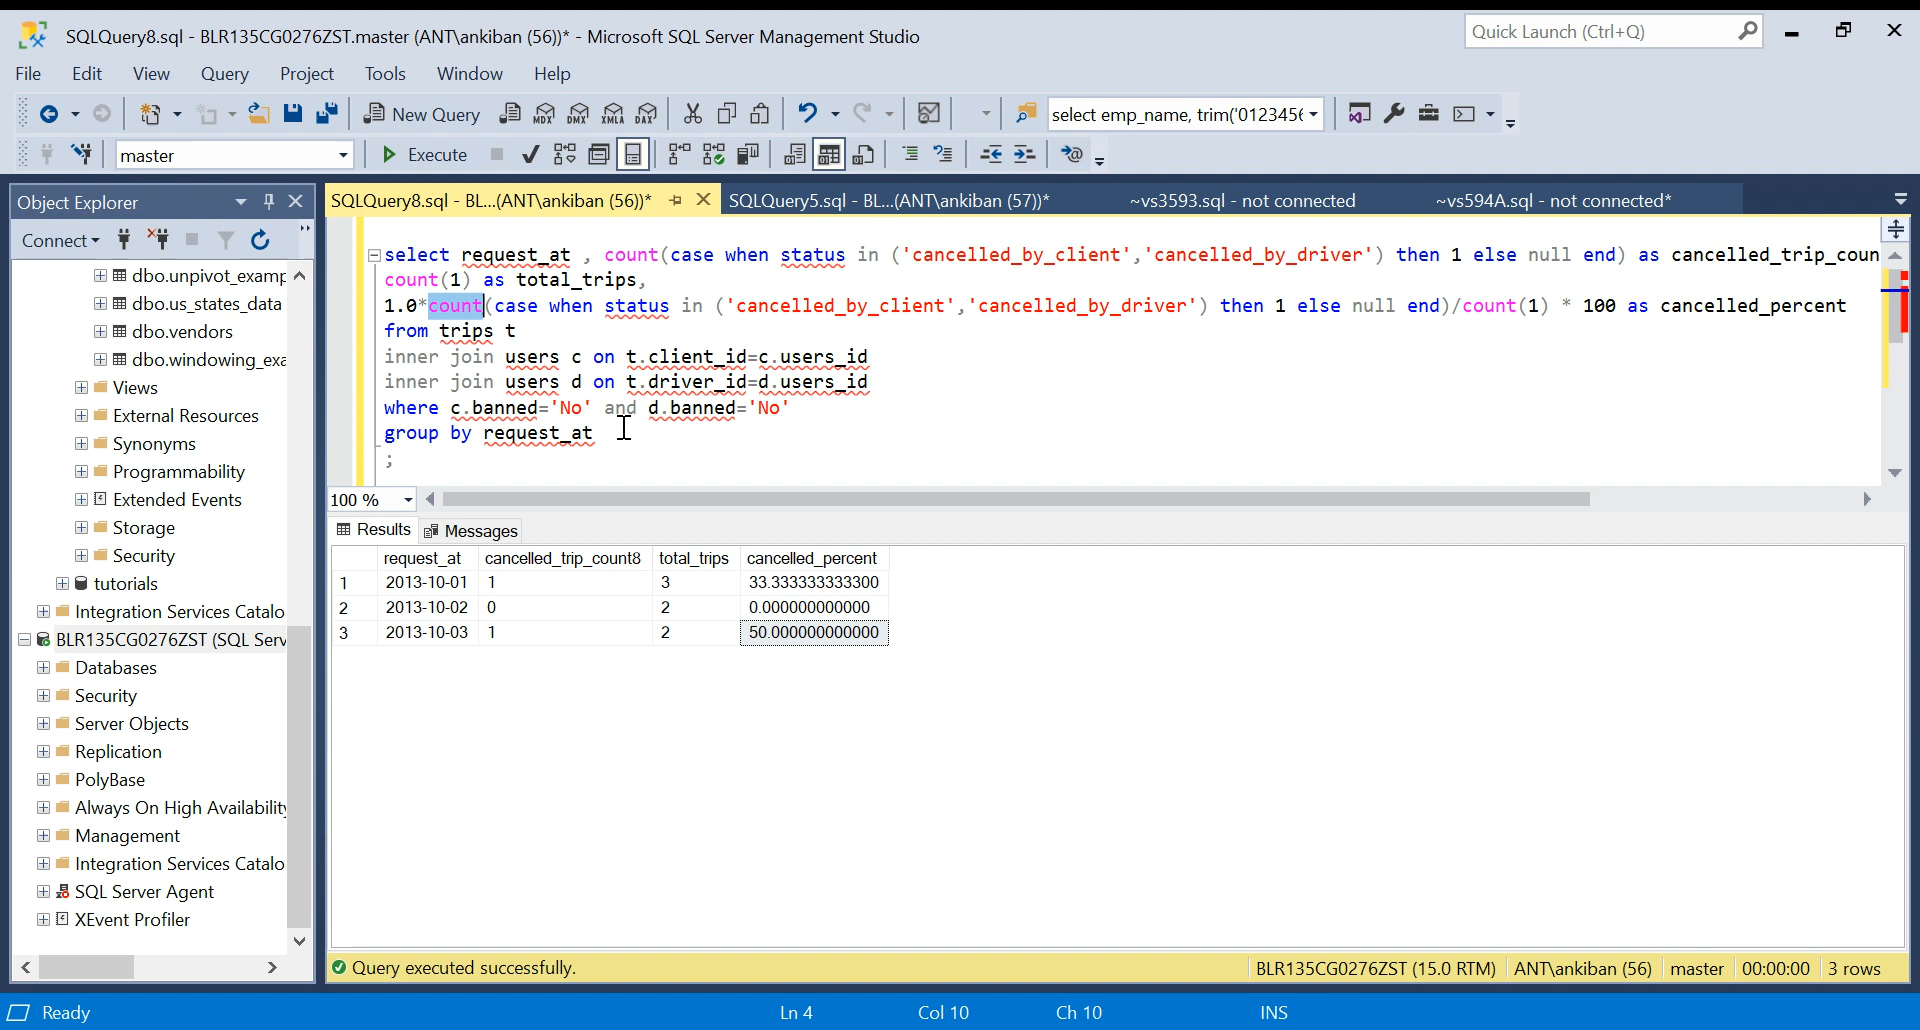 SQLQuery8.sql - BLR135CG0276ZST.master (ANT\ankiban (56))* - Microsoft SQL Server Management Studio
Quick Launch (Ctrl+Q)
File Edit View Query Project Tools Window Help
New Query
MDX DMX XMLA DAX
select emp_name, trim('0123456
master
Execute
Object Explorer
SQLQuery8.sql - BL...(ANT\ankiban (56))*
SQLQuery5.sql - BL...(ANT\ankiban (57))*
~vs3593.sql - not connected
~vs594A.sql - not connected*
Connect
dbo.unpivot_examp
dbo.us_states_data
dbo.vendors
dbo.windowing_exa
Views
External Resources
Synonyms
Programmability
Extended Events
Storage
Security
tutorials
Integration Services Catalo
BLR135CG0276ZST (SQL Serv
Databases
Security
Server Objects
Replication
PolyBase
Always On High Availability
Management
Integration Services Catalo
SQL Server Agent
XEvent Profiler
select request_at , count(case when status in ('cancelled_by_client','cancelled_by_driver') then 1 else null end) as cancelled_trip_coun
count(1) as total_trips,
1.0*count(case when status in ('cancelled_by_client','cancelled_by_driver') then 1 else null end)/count(1) * 100 as cancelled_percent
from trips t
inner join users c on t.client_id=c.users_id
inner join users d on t.driver_id=d.users_id
where c.banned='No' and d.banned='No'
group by request_at
;
100 %
Results Messages
request_at cancelled_trip_count8 total_trips cancelled_percent
1 2013-10-01 1 3 33.333333333300
2 2013-10-02 0 2 0.000000000000
3 2013-10-03 1 2 50.000000000000
Query executed successfully.
BLR135CG0276ZST (15.0 RTM) ANT\ankiban (56) master 00:00:00 3 rows
Ready Ln 4 Col 10 Ch 10 INS